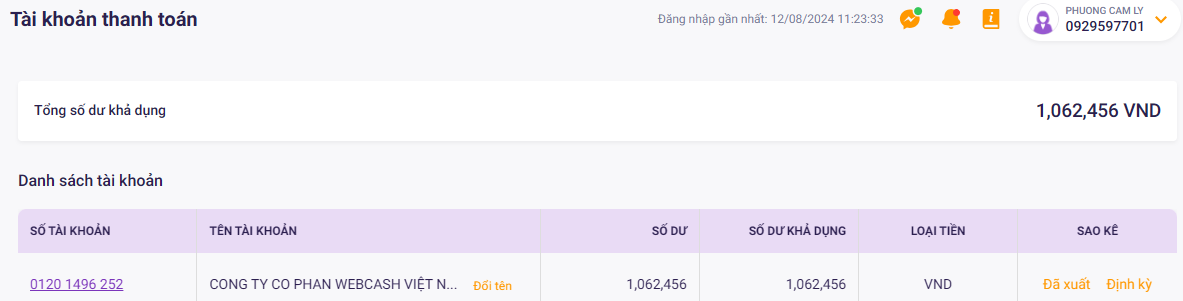 Tài khoản thanh toán
Đăng nhập gần nhất: 12/08/2024 11:23:33
PHUONG CAM LY
0929597701
Tổng số dư khả dụng 1,062,456 VND
Danh sách tài khoản
SỐ TÀI KHOẢN TÊN TÀI KHOẢN SỐ DƯ SỐ DƯ KHẢ DỤNG LOẠI TIỀN SAO KÊ
0120 1496 252 CONG TY CO PHAN WEBCASH VIỆT N... Đổi tên 1,062,456 1,062,456 VND Đã xuất Định kỳ